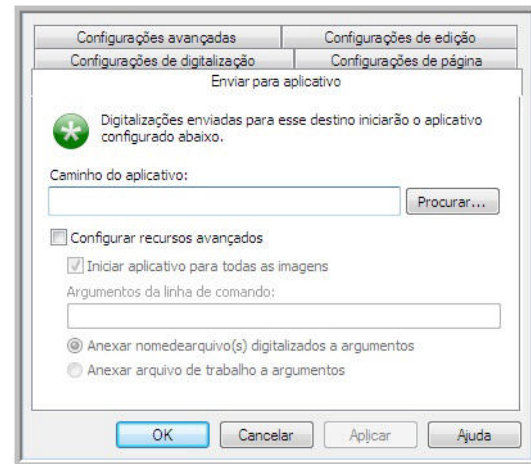 Configurações avançadas
Configurações de edição
Configurações de digitalização
Configurações de página
Enviar para aplicativo
Digitalizações enviadas para esse destino iniciarão o aplicativo
configurado abaixo.
Caminho do aplicativo:
Procurar...
Configurar recursos avançados
Iniciar aplicativo para todas as imagens
Argumentos da linha de comando:
Anexar nomedearquivo(s) digitalizados a argumentos
Anexar arquivo de trabalho a argumentos
OK
Cancelar
Aplicar
Ajuda